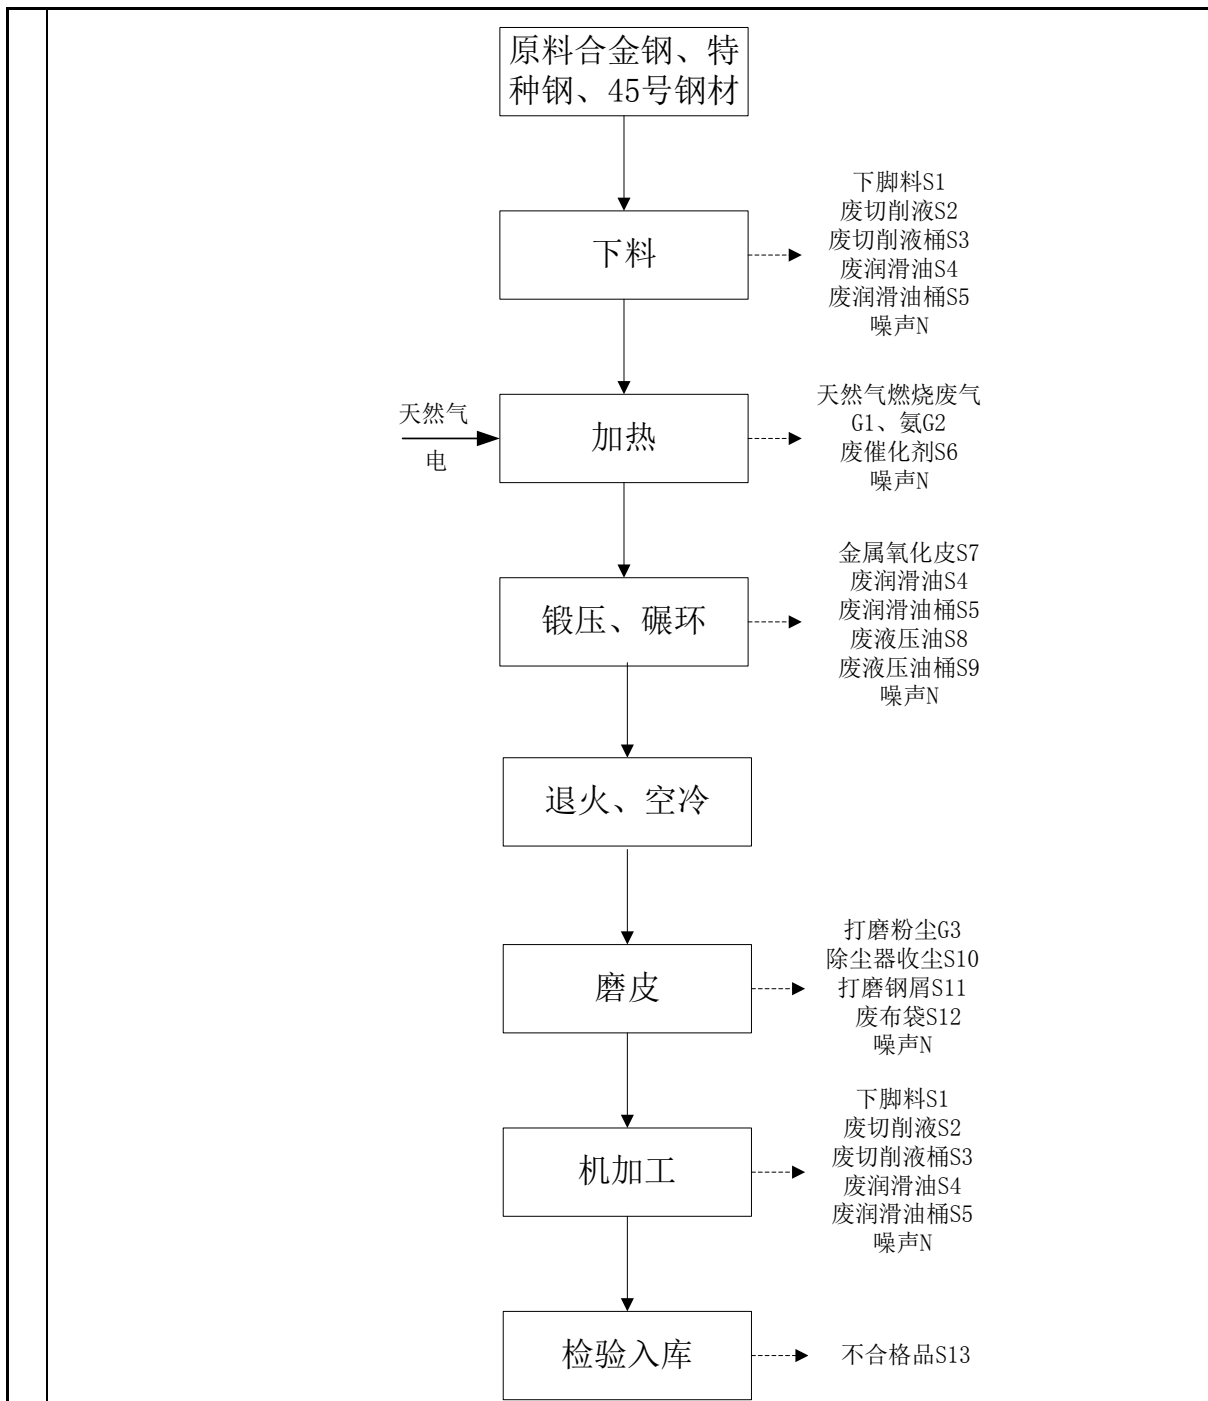 原料合金钢、特
种钢、45号钢材
下脚料S1
废切削液S2
废切削液桶S3
废润滑油S4
废润滑油桶S5
噪声N
下料
天然气
电
加热
天然气燃烧废气
G1、氨G2
废催化剂S6
噪声N
锻压、碾环
金属氧化皮S7
废润滑油S4
废润滑油桶S5
废液压油S8
废液压油桶S9
噪声N
退火、空冷
磨皮
打磨粉尘G3
除尘器收尘S10
打磨钢屑S11
废布袋S12
噪声N
机加工
下脚料S1
废切削液S2
废切削液桶S3
废润滑油S4
废润滑油桶S5
噪声N
检验入库
不合格品S13